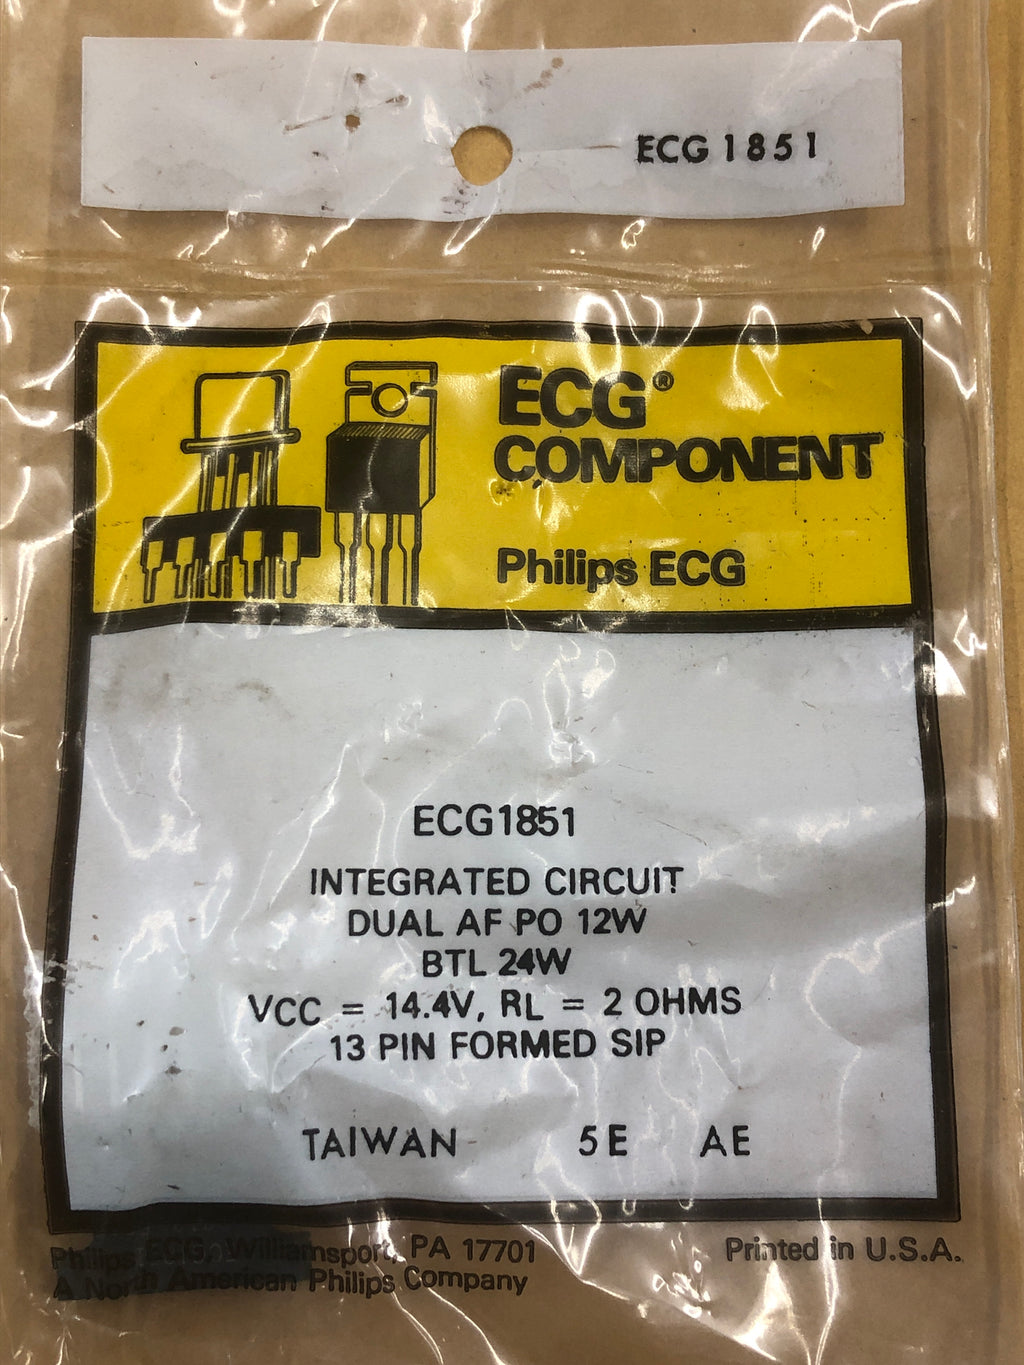 ECG 1851
ECG®
COMPONENT
Philips ECG
ECG1851
INTEGRATED CIRCUIT
DUAL AF PO 12W
BTL 24W
VCC = 14.4V, RL = 2 OHMS
13 PIN FORMED SIP
TAIWAN 5E AE
Philips ECG, Williamsport, PA 17701
A North American Philips Company
Printed in U.S.A.